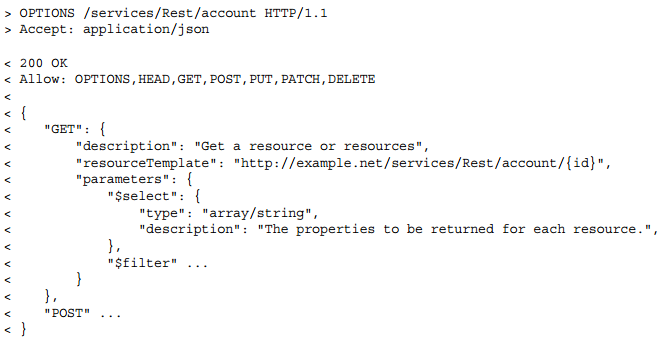 > OPTIONS /services/Rest/account HTTP/1.1
> Accept: application/json
< 200 OK
< Allow: OPTIONS,HEAD,GET,POST,PUT,PATCH,DELETE
<
< {
<     "GET": {
<         "description": "Get a resource or resources",
<         "resourceTemplate": "http://example.net/services/Rest/account/{id}",
<         "parameters": {
<             "$select": {
<                 "type": "array/string",
<                 "description": "The properties to be returned for each resource.",
<             },
<             "$filter" ...
<         }
<     },
<     "POST" ...
< }